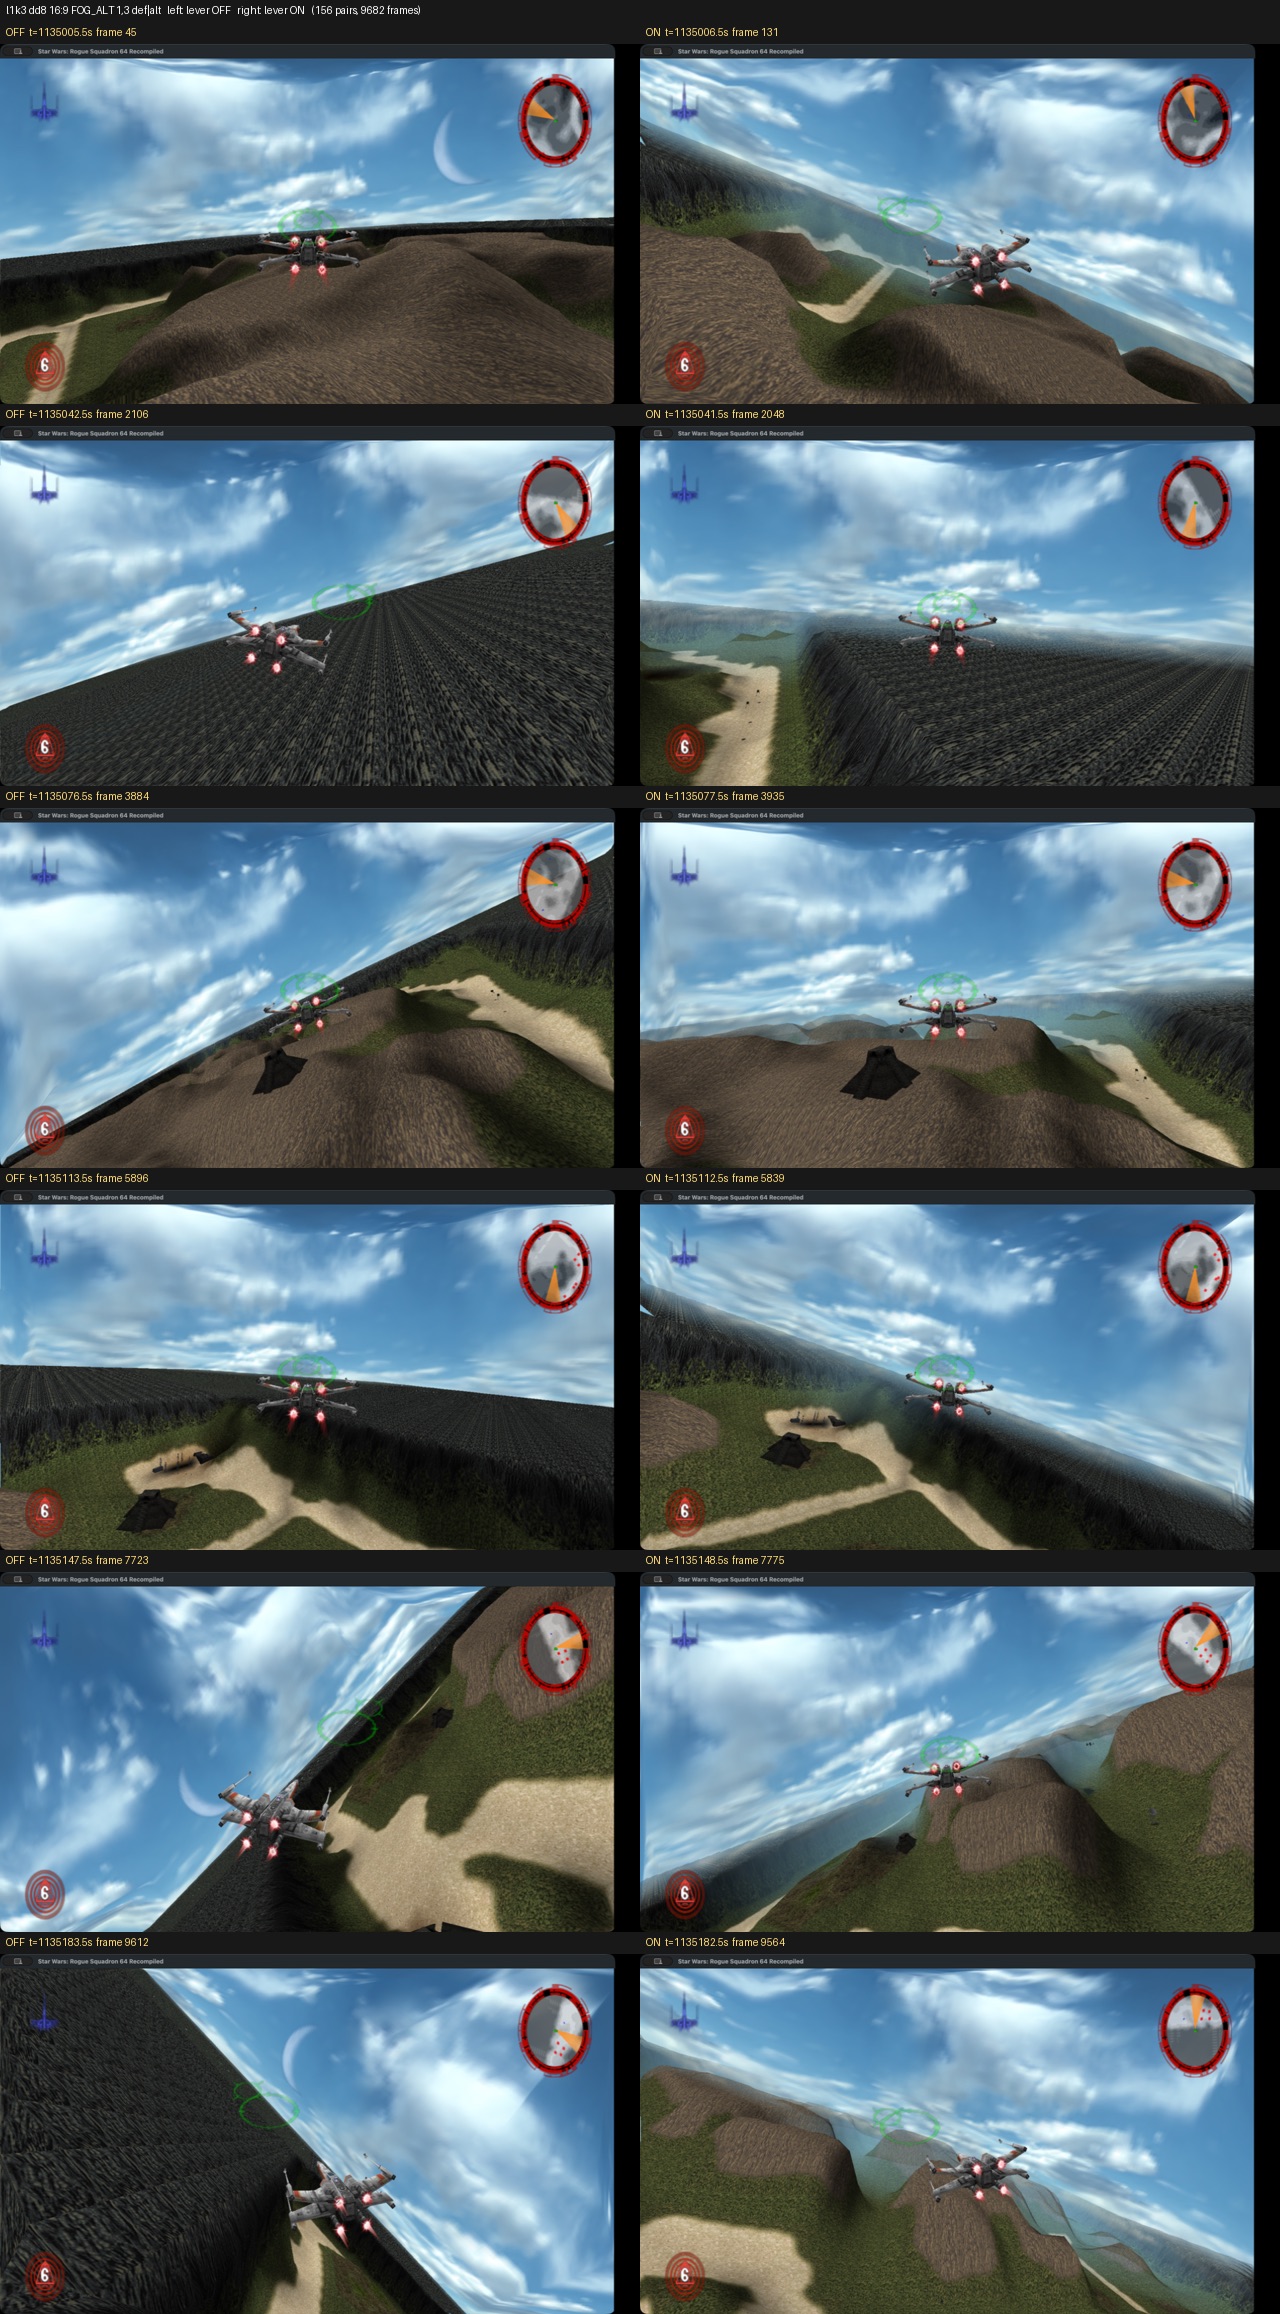 l1k3 dd8 16:9 FOG_ALT 1,3 def|alt left lever OFF right lever ON (156 pairs, 9682 frames)
OFF t=1135005.5s frame 45
ON t=1135006.5s frame 131
Star Wars: Rogue Squadron 64 Recompiled
Star Wars: Rogue Squadron 64 Recompiled
6
6
OFF t=1135042.5s frame 2106
ON t=1135041.5s frame 2048
Star Wars: Rogue Squadron 64 Recompiled
Star Wars: Rogue Squadron 64 Recompiled
6
6
OFF t=1135076.5s frame 3884
ON t=1135077.5s frame 3935
Star Wars: Rogue Squadron 64 Recompiled
Star Wars: Rogue Squadron 64 Recompiled
6
6
OFF t=1135113.5s frame 5896
ON t=1135112.5s frame 5839
Star Wars: Rogue Squadron 64 Recompiled
Star Wars: Rogue Squadron 64 Recompiled
6
6
OFF t=1135147.5s frame 7723
ON t=1135148.5s frame 7775
Star Wars: Rogue Squadron 64 Recompiled
Star Wars: Rogue Squadron 64 Recompiled
6
6
OFF t=1135183.5s frame 9612
ON t=1135182.5s frame 9564
Star Wars: Rogue Squadron 64 Recompiled
Star Wars: Rogue Squadron 64 Recompiled
6
6